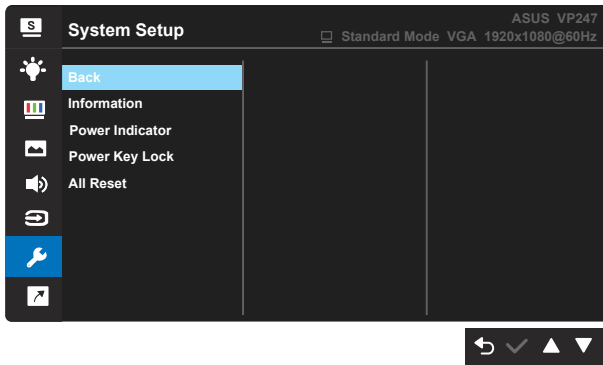 S
System Setup
ASUS VP247
Standard Mode VGA 1920x1080@60Hz
Back
Information
Power Indicator
Power Key Lock
All Reset